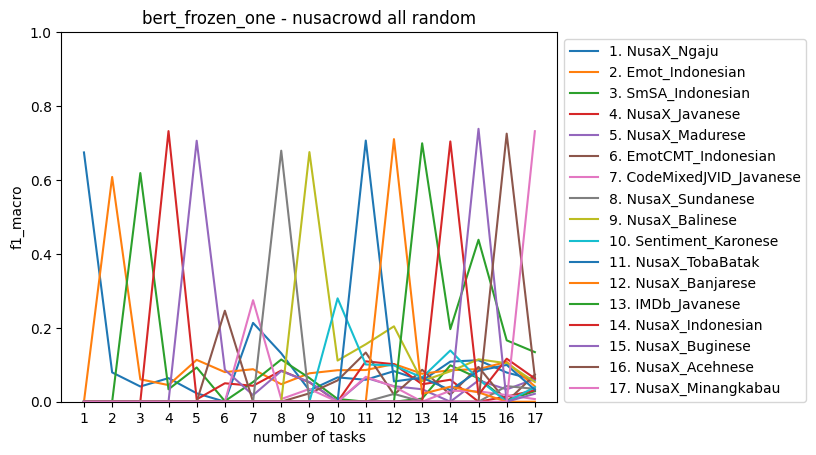 bert_frozen_one - nusacrowd all random
1.0
0.8
0.6
0.4
0.2
0.0
f1_macro
1 2 3 4 5 6 7 8 9 10 11 12 13 14 15 16 17
number of tasks
1. NusaX_Ngaju
2. Emot_Indonesian
3. SmSA_Indonesian
4. NusaX_Javanese
5. NusaX_Madurese
6. EmotCMT_Indonesian
7. CodeMixedJVID_Javanese
8. NusaX_Sundanese
9. NusaX_Balinese
10. Sentiment_Karonese
11. NusaX_TobaBatak
12. NusaX_Banjarese
13. IMDb_Javanese
14. NusaX_Indonesian
15. NusaX_Buginese
16. NusaX_Acehnese
17. NusaX_Minangkabau